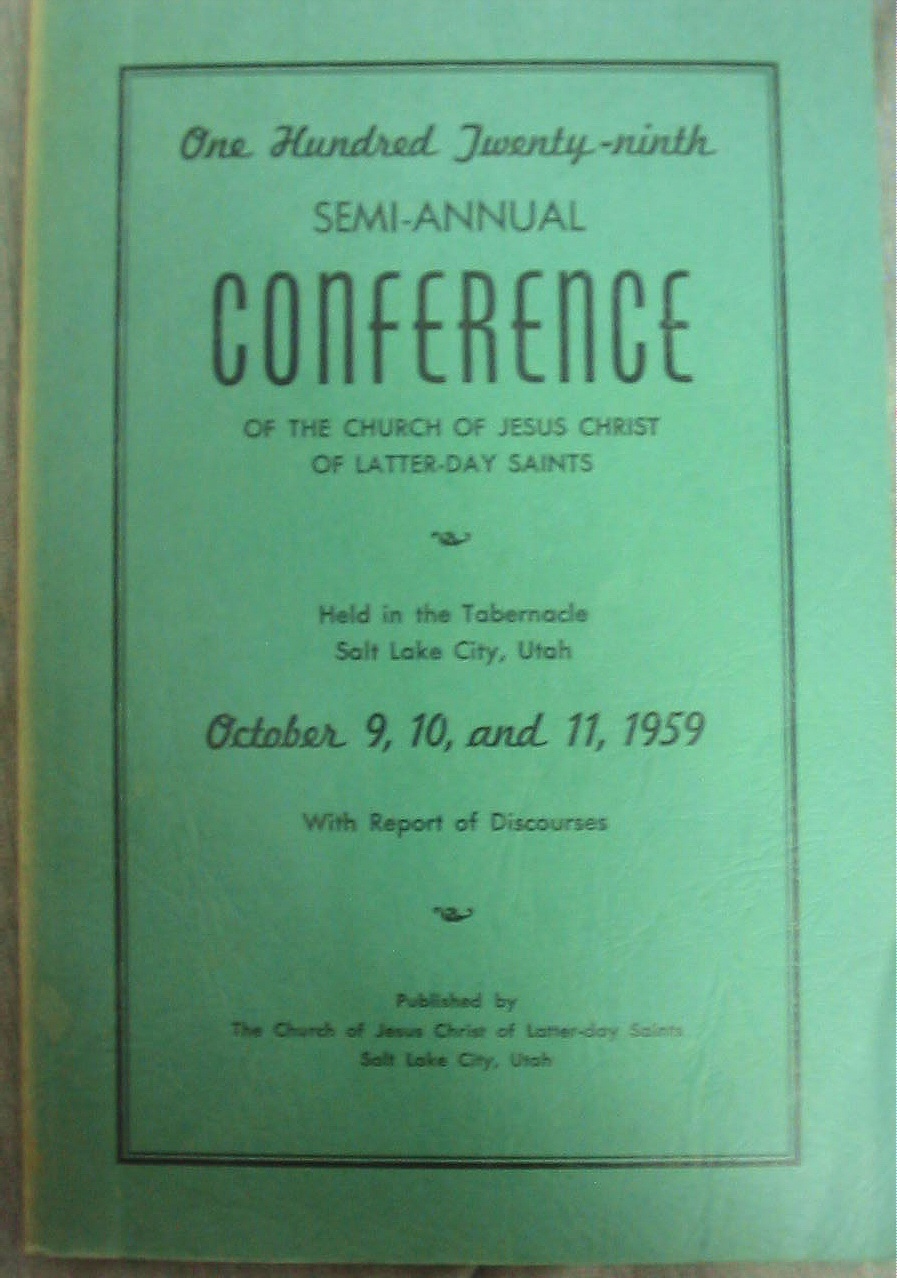 One Hundred Twenty-ninth
SEMI-ANNUAL
CONFERENCE
OF THE CHURCH OF JESUS CHRIST
OF LATTER-DAY SAINTS
Held in the Tabernacle
Salt Lake City, Utah
October 9, 10, and 11, 1959
With Report of Discourses
Published by
The Church of Jesus Christ of Latter-day Saints
Salt Lake City, Utah